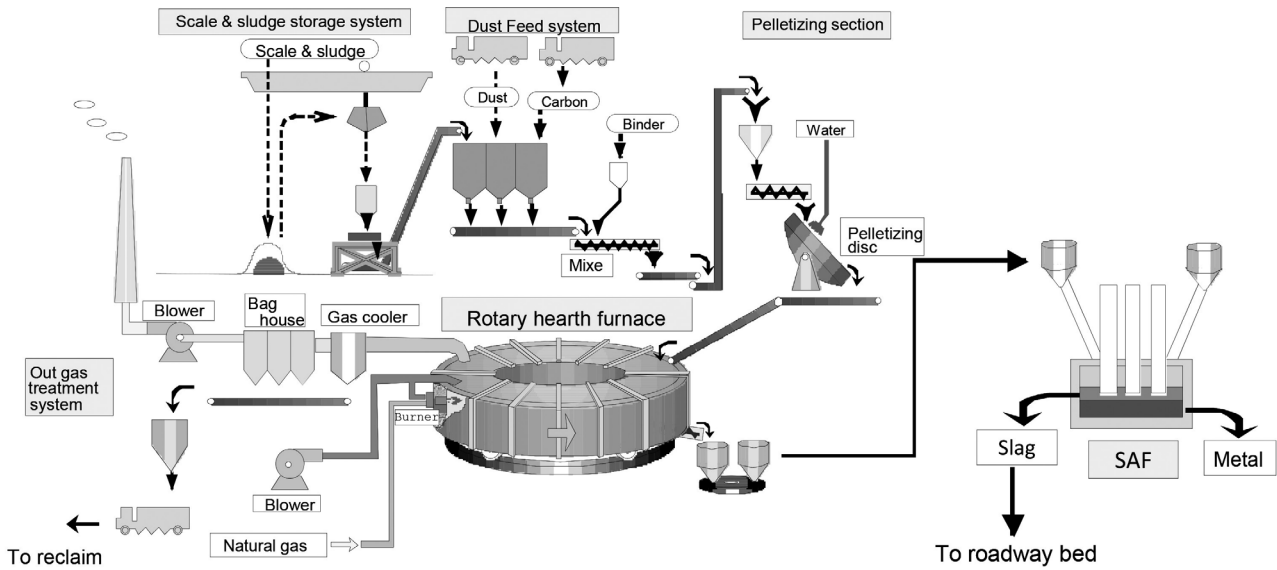 Scale & sludge storage system
Dust Feed system
Pelletizing section
Scale & sludge
Dust
Carbon
Binder
Water
Pelletizing
disc
Mixe
Blower
Bag
house
Gas cooler
Rotary hearth furnace
Out gas
treatment
system
Burner
Blower
Natural gas
To reclaim
Slag
SAF
Metal
To roadway bed